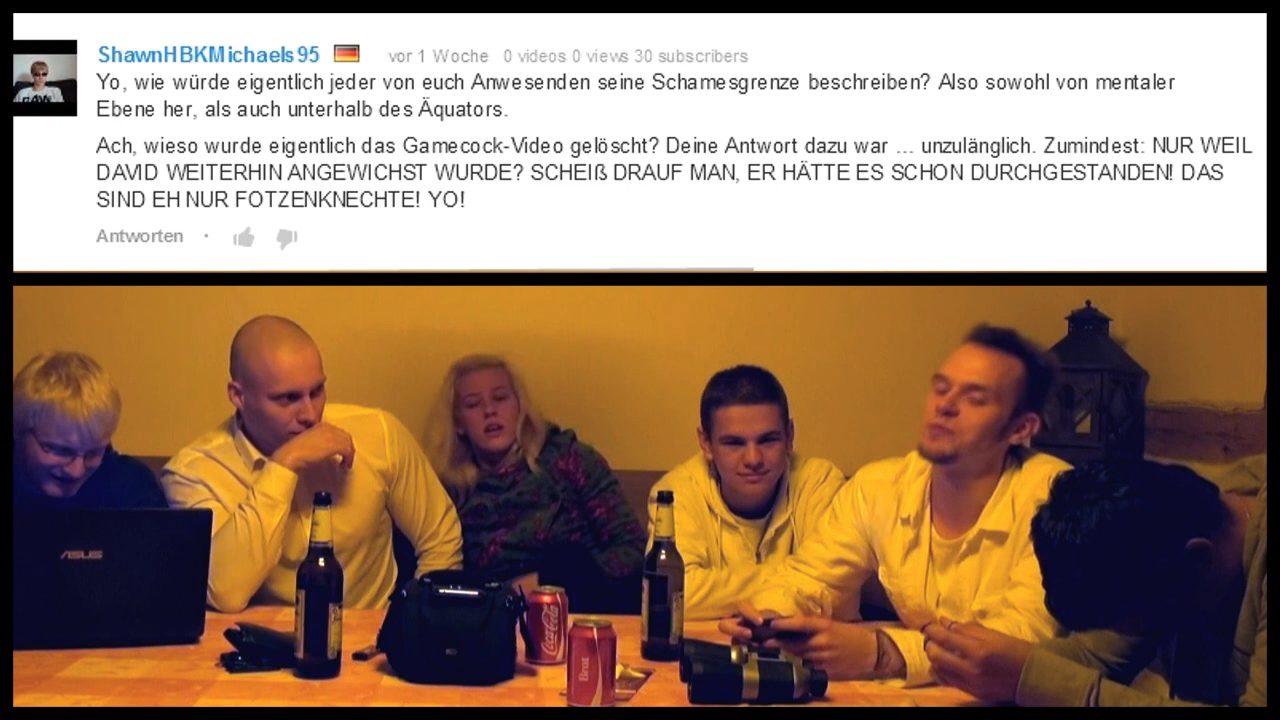 ShawnHBKMichaels95 vor 1 Woche 0 videos 0 views 30 subscribers
Yo, wie würde eigentlich jeder von euch Anwesenden seine Schamesgrenze beschreiben? Also sowohl von mentaler
Ebene her, als auch unterhalb des Äquators.
Ach, wieso wurde eigentlich das Gamecock-Video gelöscht? Deine Antwort dazu war ... unzulänglich. Zumindest: NUR WEIL
DAVID WEITERHIN ANGEWICHST WURDE? SCHEIß DRAUF MAN, ER HÄTTE ES SCHON DURCHGESTANDEN! DAS
SIND EH NUR FOTZENKNECHTE! YO!
Antworten ·
ASUS
Coca-Cola
Brut